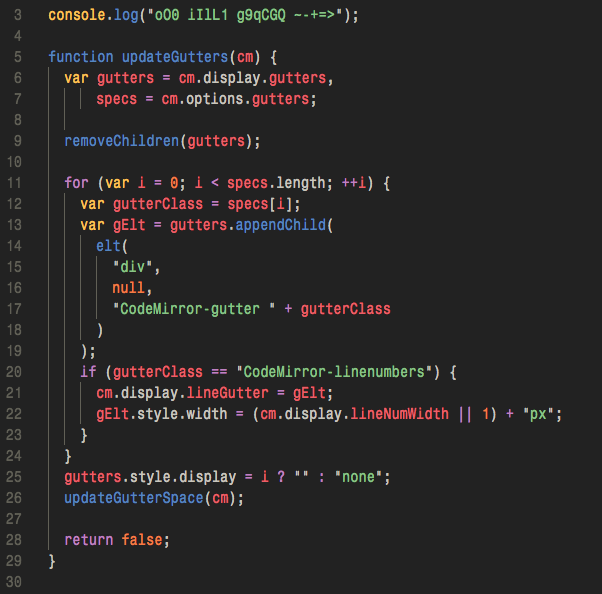 3 console.log("oO0 iIlL1 g9qCGQ ~-+=>");
4
5 function updateGutters(cm) {
6   var gutters = cm.display.gutters,
7       specs = cm.options.gutters;
8
9   removeChildren(gutters);
10
11   for (var i = 0; i < specs.length; ++i) {
12     var gutterClass = specs[i];
13     var gElt = gutters.appendChild(
14       elt(
15         "div",
16         null,
17         "CodeMirror-gutter " + gutterClass
18       )
19     );
20     if (gutterClass == "CodeMirror-linenumbers") {
21       cm.display.lineGutter = gElt;
22       gElt.style.width = (cm.display.lineNumWidth || 1) + "px";
23     }
24   }
25   gutters.style.display = i ? "" : "none";
26   updateGutterSpace(cm);
27
28   return false;
29 }
30